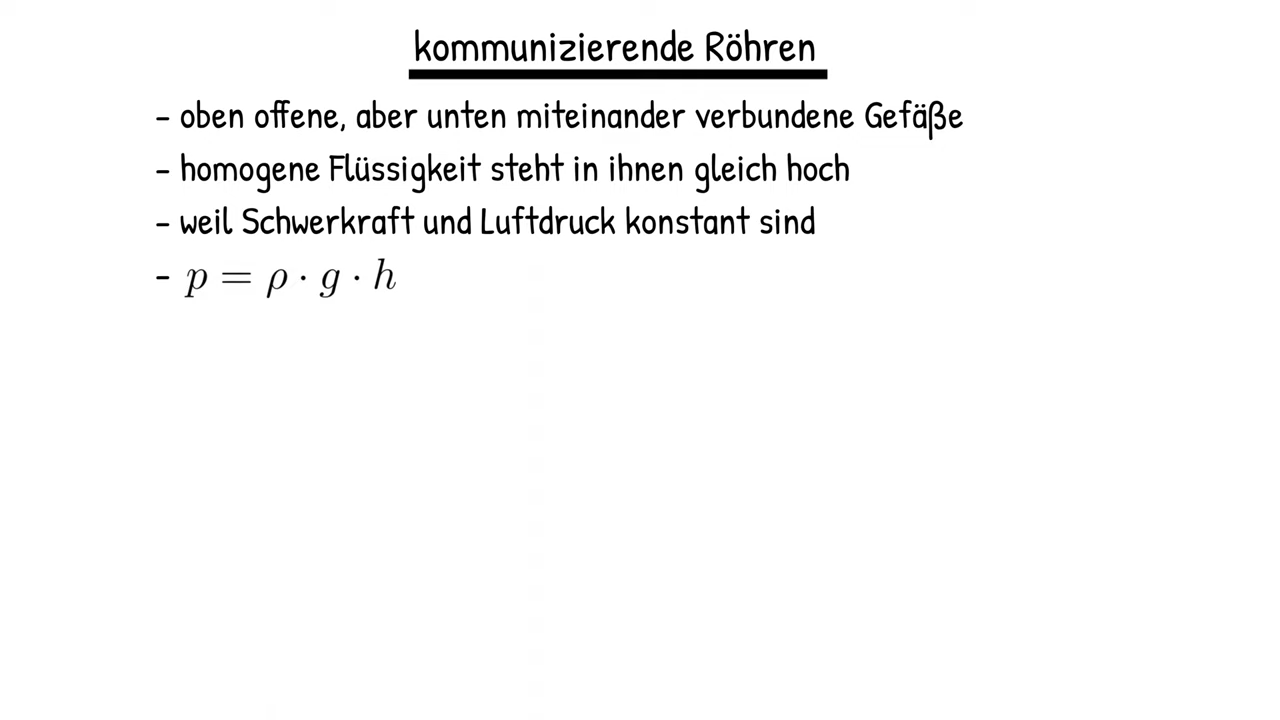 kommunizierende Röhren
- oben offene, aber unten miteinander verbundene Gefäße
- homogene Flüssigkeit steht in ihnen gleich hoch
- weil Schwerkraft und Luftdruck konstant sind
- p = ρ · g · h